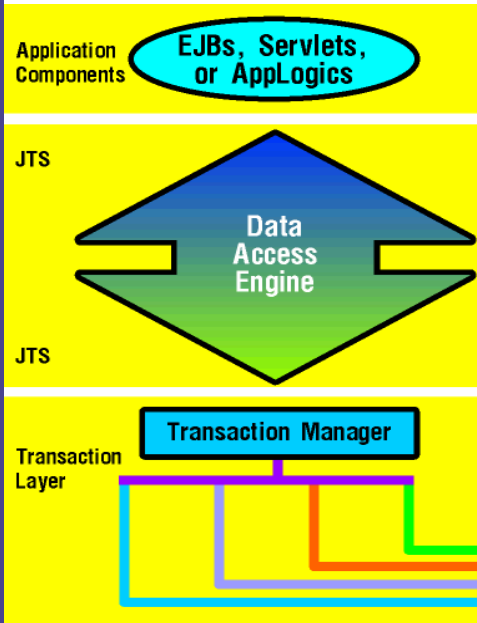 Application
Components
EJBs, Servlets,
or AppLogics
JTS
Data
Access
Engine
JTS
Transaction Manager
Transaction
Layer